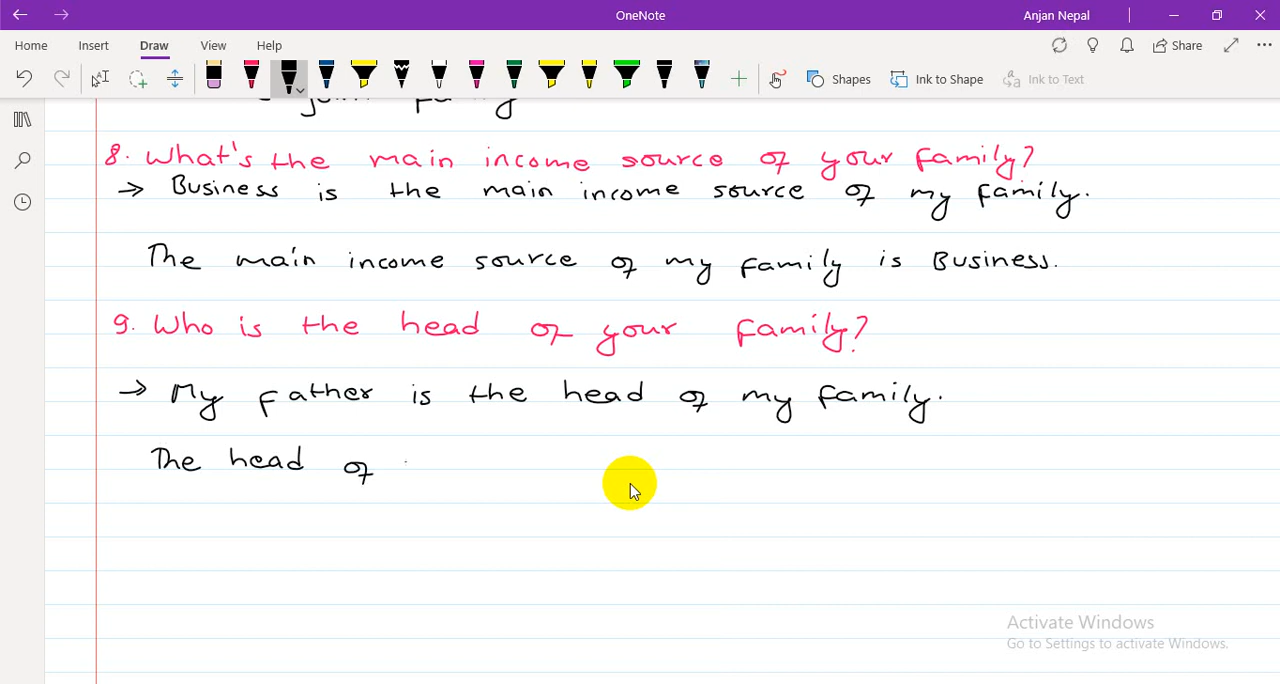 OneNote
Anjan Nepal
Home Insert Draw View Help
Share
Shapes Ink to Shape Ink to Text
joint family
8. What's the main income source of your family?
→ Business is the main income source of my family.
The main income source of my family is Business.
9. Who is the head of your family?
→ My father is the head of my family.
The head of
Activate Windows
Go to Settings to activate Windows.